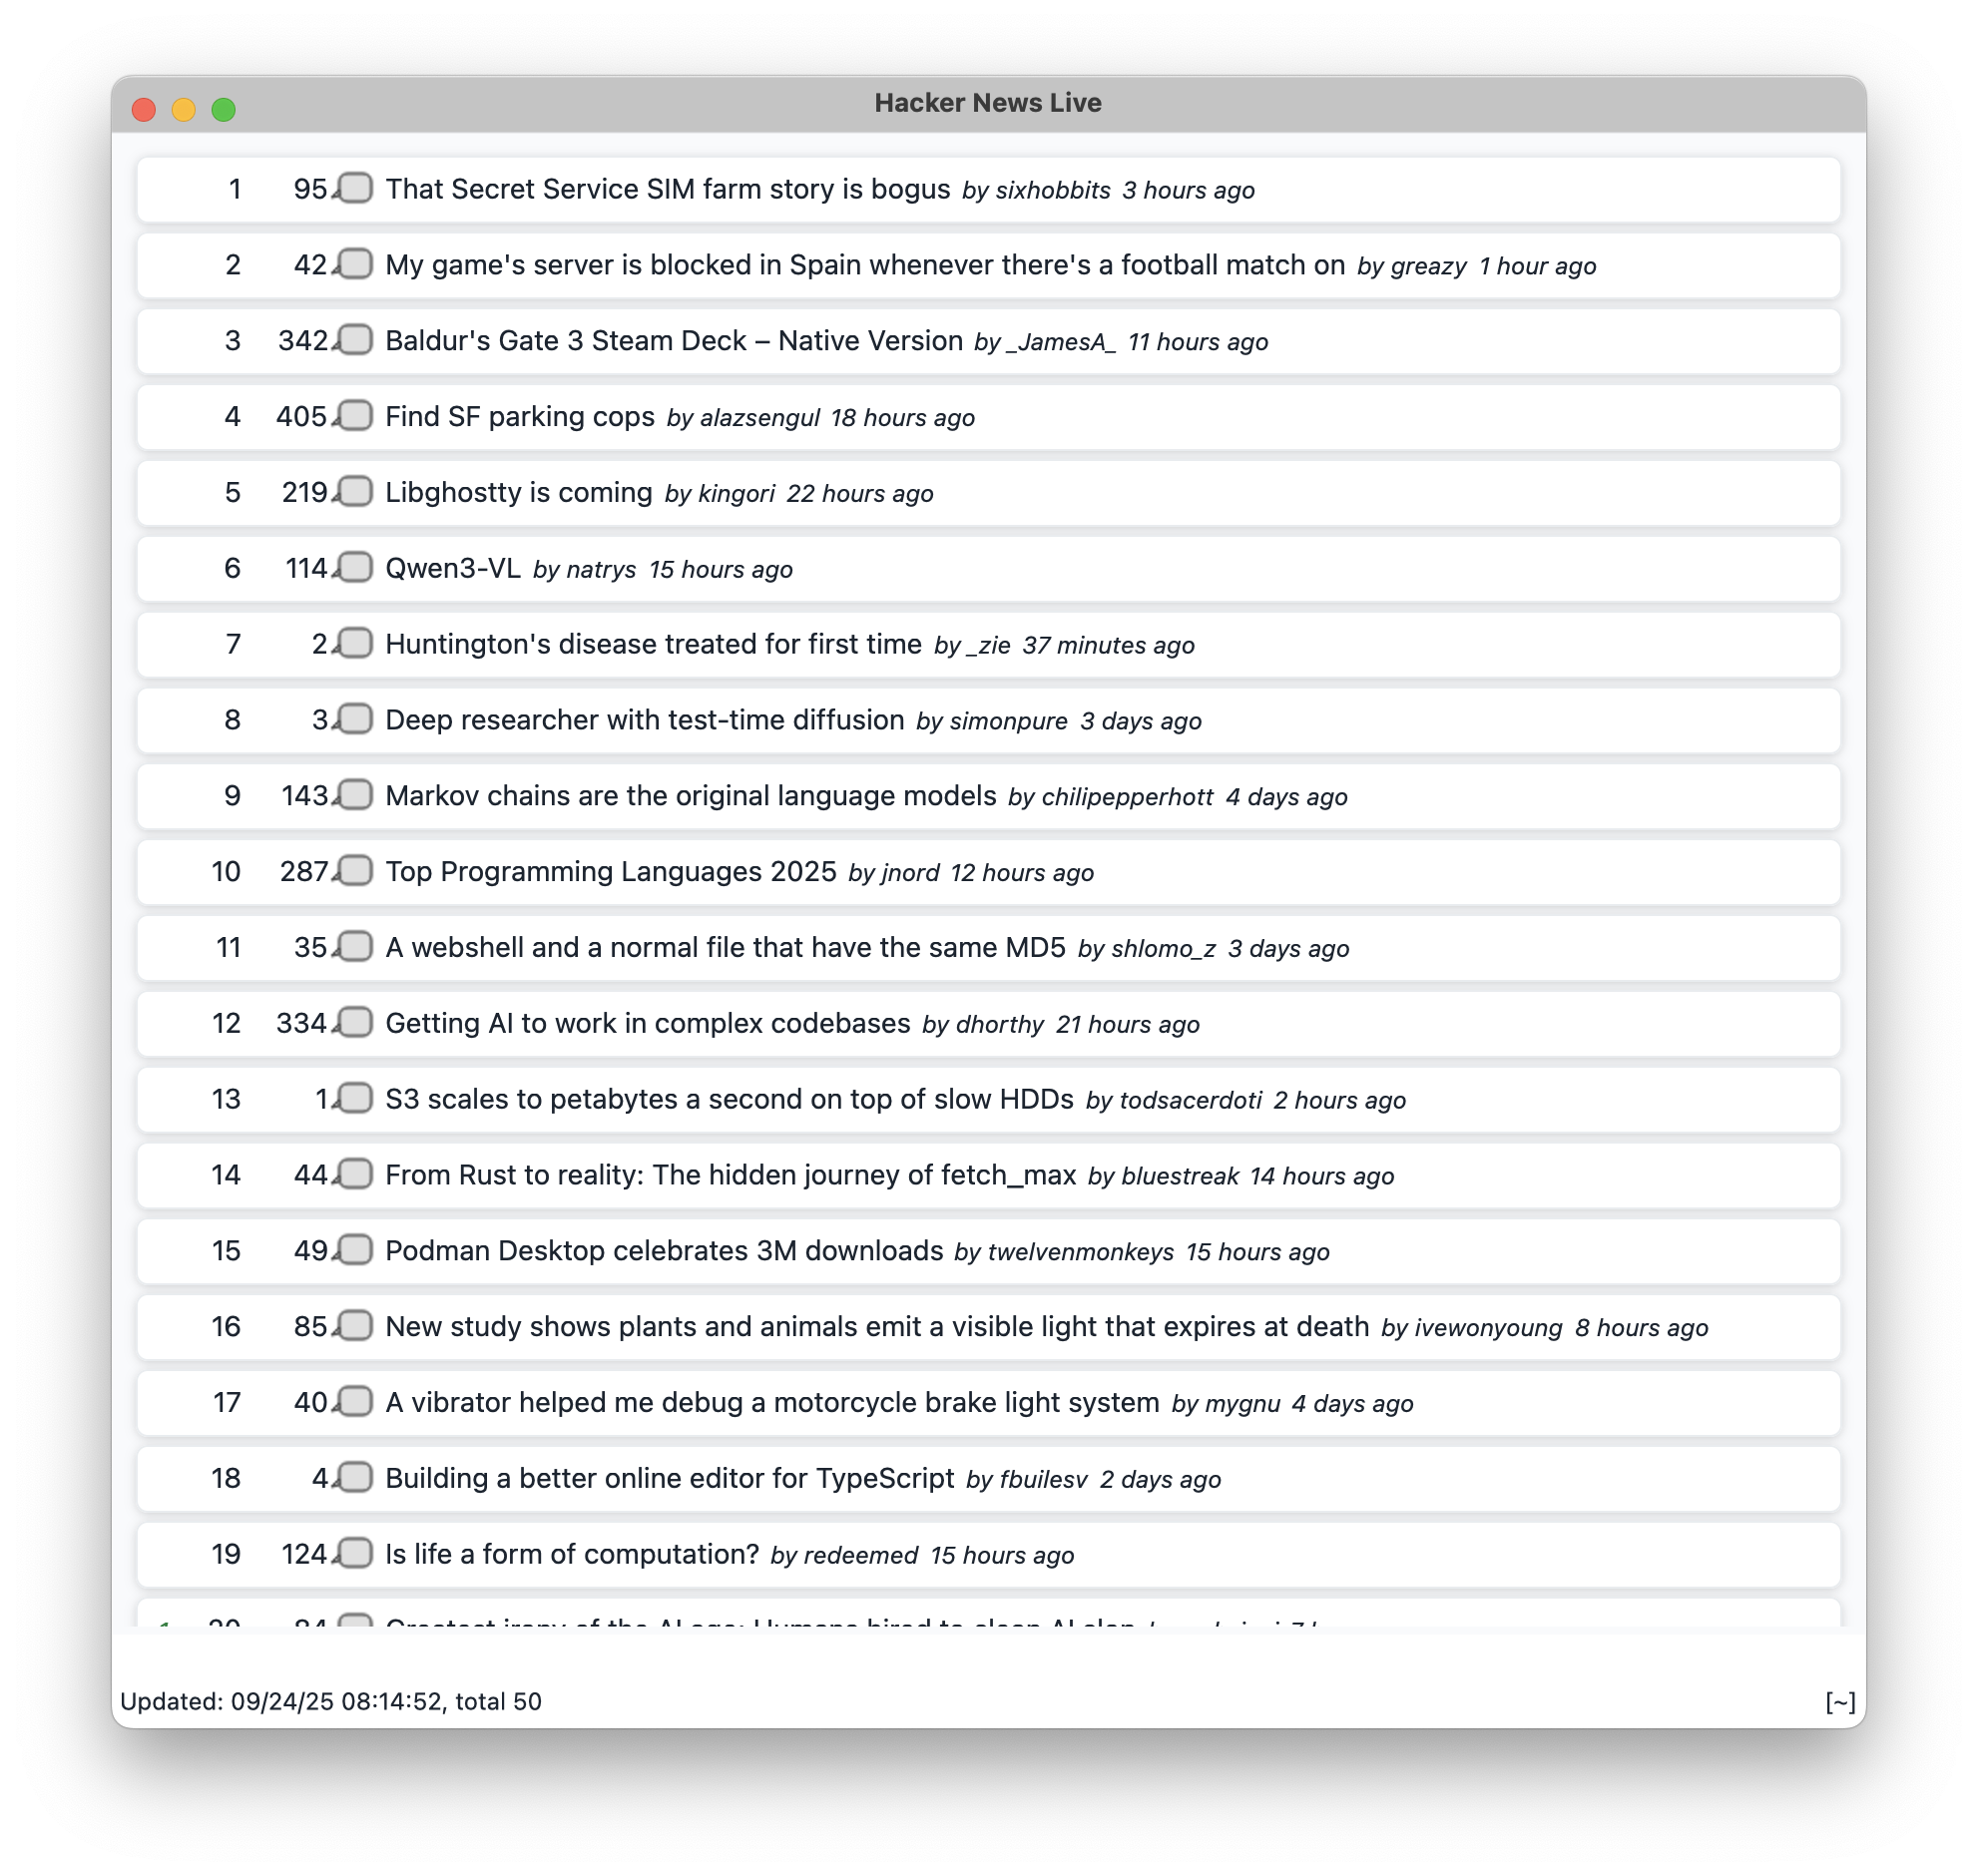 Hacker News Live
1 95 That Secret Service SIM farm story is bogus by sixhobbits 3 hours ago
2 42 My game's server is blocked in Spain whenever there's a football match on by greazy 1 hour ago
3 342 Baldur's Gate 3 Steam Deck – Native Version by _JamesA_ 11 hours ago
4 405 Find SF parking cops by alazsengul 18 hours ago
5 219 Libghostty is coming by kingori 22 hours ago
6 114 Qwen3-VL by natrys 15 hours ago
7 2 Huntington's disease treated for first time by _zie 37 minutes ago
8 3 Deep researcher with test-time diffusion by simonpure 3 days ago
9 143 Markov chains are the original language models by chilipepperhott 4 days ago
10 287 Top Programming Languages 2025 by jnord 12 hours ago
11 35 A webshell and a normal file that have the same MD5 by shlomo_z 3 days ago
12 334 Getting AI to work in complex codebases by dhorthy 21 hours ago
13 1 S3 scales to petabytes a second on top of slow HDDs by todsacerdoti 2 hours ago
14 44 From Rust to reality: The hidden journey of fetch_max by bluestreak 14 hours ago
15 49 Podman Desktop celebrates 3M downloads by twelvenmonkeys 15 hours ago
16 85 New study shows plants and animals emit a visible light that expires at death by ivewonyoung 8 hours ago
17 40 A vibrator helped me debug a motorcycle brake light system by mygnu 4 days ago
18 4 Building a better online editor for TypeScript by fbuilesv 2 days ago
19 124 Is life a form of computation? by redeemed 15 hours ago
20 84 Greatest irony of the AI age: Humans hired to clean AI slop
Updated: 09/24/25 08:14:52, total 50 [~]